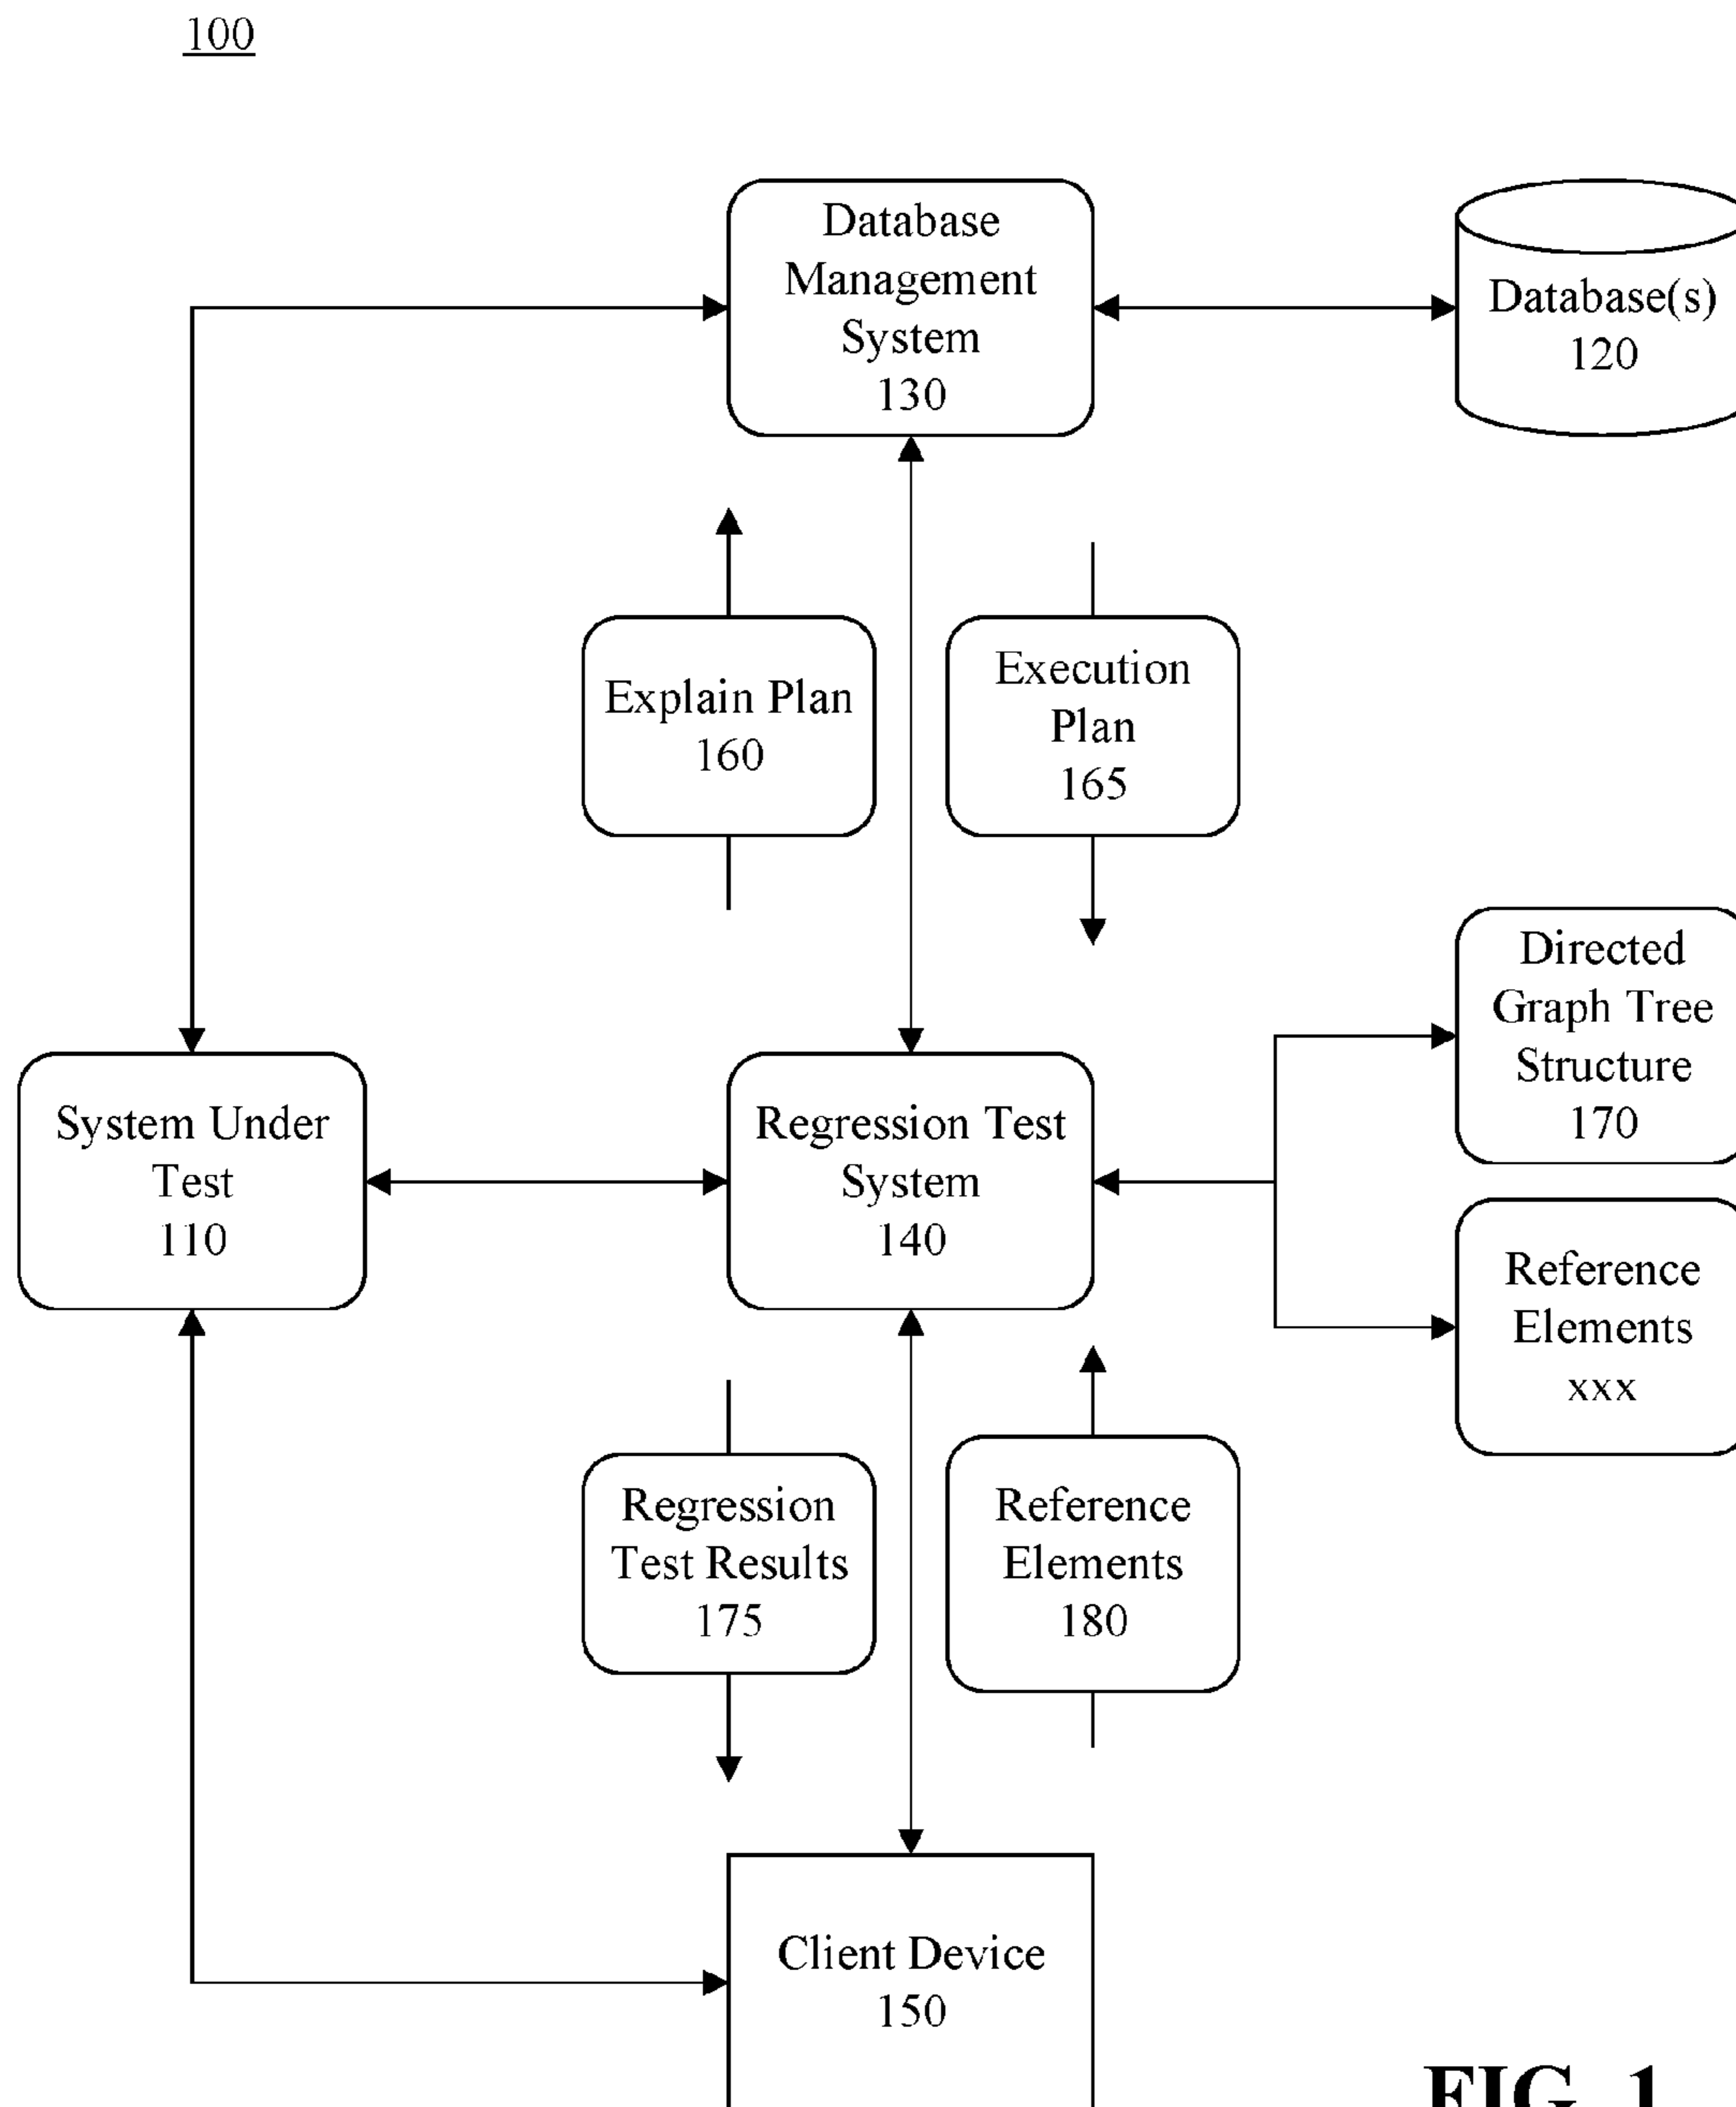 100
Database
Management
System
130
Database(s)
120
Explain Plan
160
Execution
Plan
165
Directed
Graph Tree
Structure
170
System Under
Test
110
Regression Test
System
140
Reference
Elements
xxx
Regression
Test Results
175
Reference
Elements
180
Client Device
150
FIG. 1